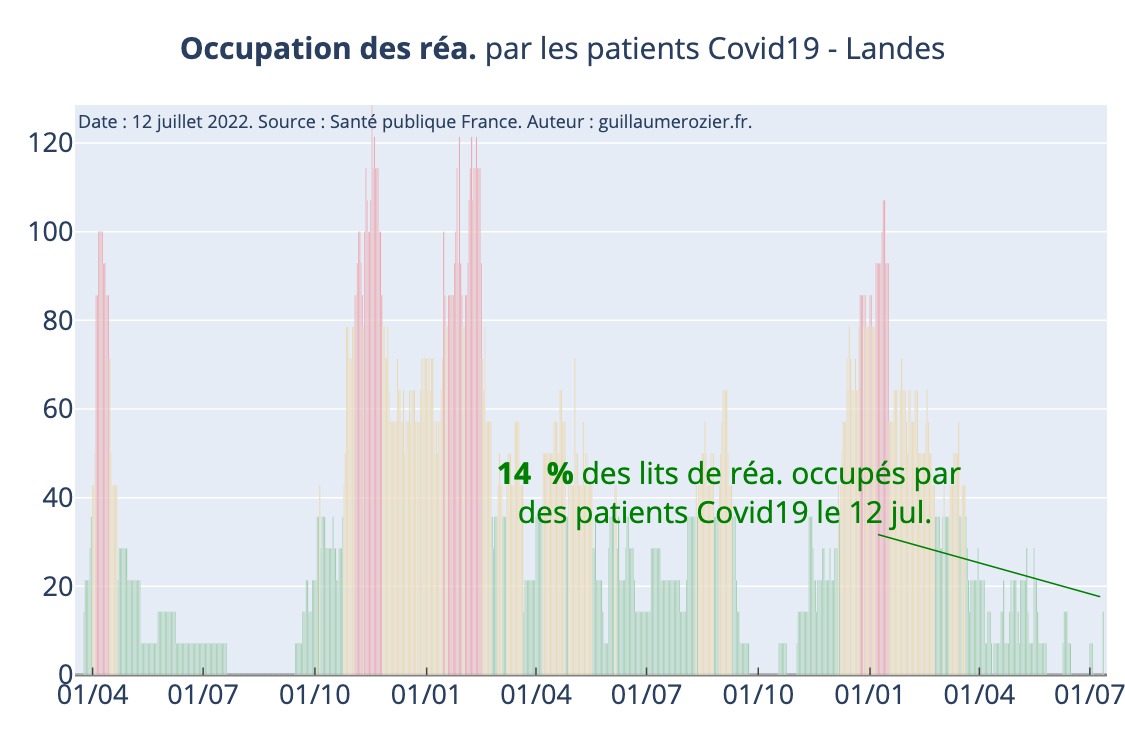 Occupation des réa. par les patients Covid19 - Landes
Date : 12 juillet 2022. Source : Santé publique France. Auteur : guillaumerozier.fr.
120
100
80
60
40
20
0
14 % des lits de réa. occupés par
des patients Covid19 le 12 jul.
01/04 01/07 01/10 01/01 01/04 01/07 01/10 01/01 01/04 01/07